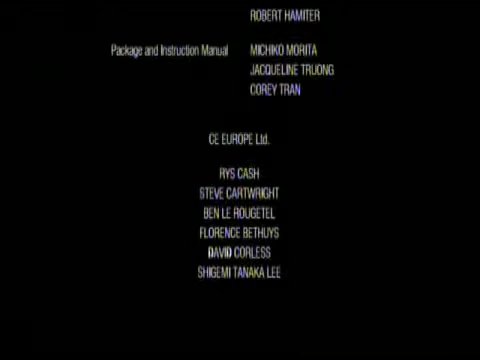 ROBERT HAMITER
Package and Instruction Manual MICHIKO MORITA
JACQUELINE TRUONG
COREY TRAN
CE EUROPE Ltd.
RYS CASH
STEVE CARTWRIGHT
BEN LE ROUGETEL
FLORENCE BETHUYS
DAVID CORLESS
SHIGEMI TANAKA LEE